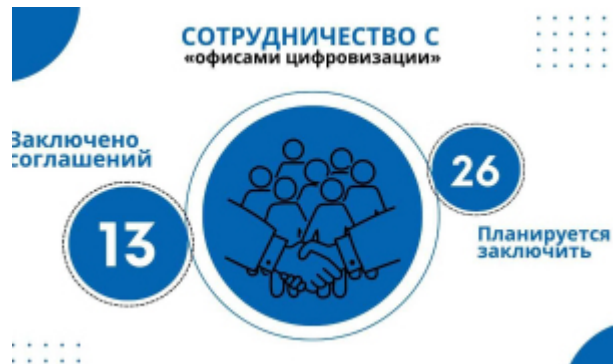 СОТРУДНИЧЕСТВО С
«офисами цифровизации»
Заключено
соглашений
13
26
Планируется
заключить